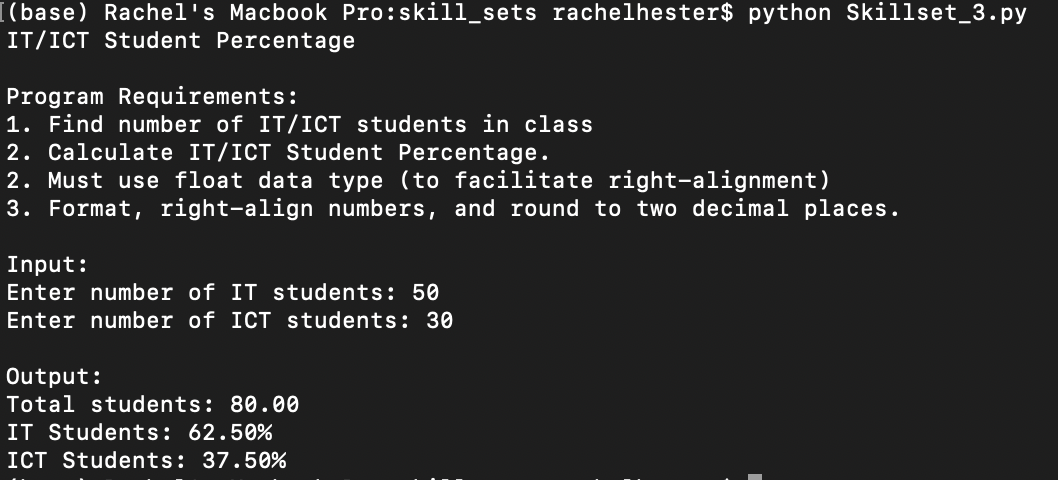 (base) Rachel's Macbook Pro:skill_sets rachelhester$ python Skillset_3.py
IT/ICT Student Percentage
Program Requirements:
1. Find number of IT/ICT students in class
2. Calculate IT/ICT Student Percentage.
2. Must use float data type (to facilitate right-alignment)
3. Format, right-align numbers, and round to two decimal places.
Input:
Enter number of IT students: 50
Enter number of ICT students: 30
Output:
Total students: 80.00
IT Students: 62.50%
ICT Students: 37.50%